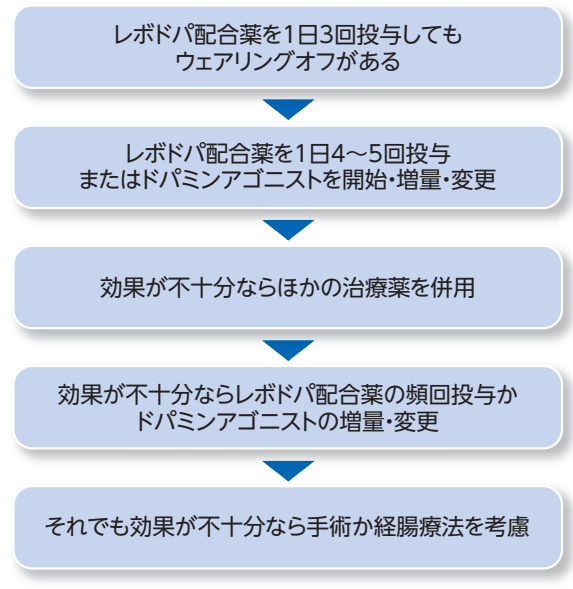 レボドパ配合薬を1日3回投与しても
ウェアリングオフがある
レボドパ配合薬を1日4〜5回投与
またはドパミンアゴニストを開始・増量・変更
効果が不十分ならほかの治療薬を併用
効果が不十分ならレボドパ配合薬の頻回投与か
ドパミンアゴニストの増量・変更
それでも効果が不十分なら手術か経腸療法を考慮